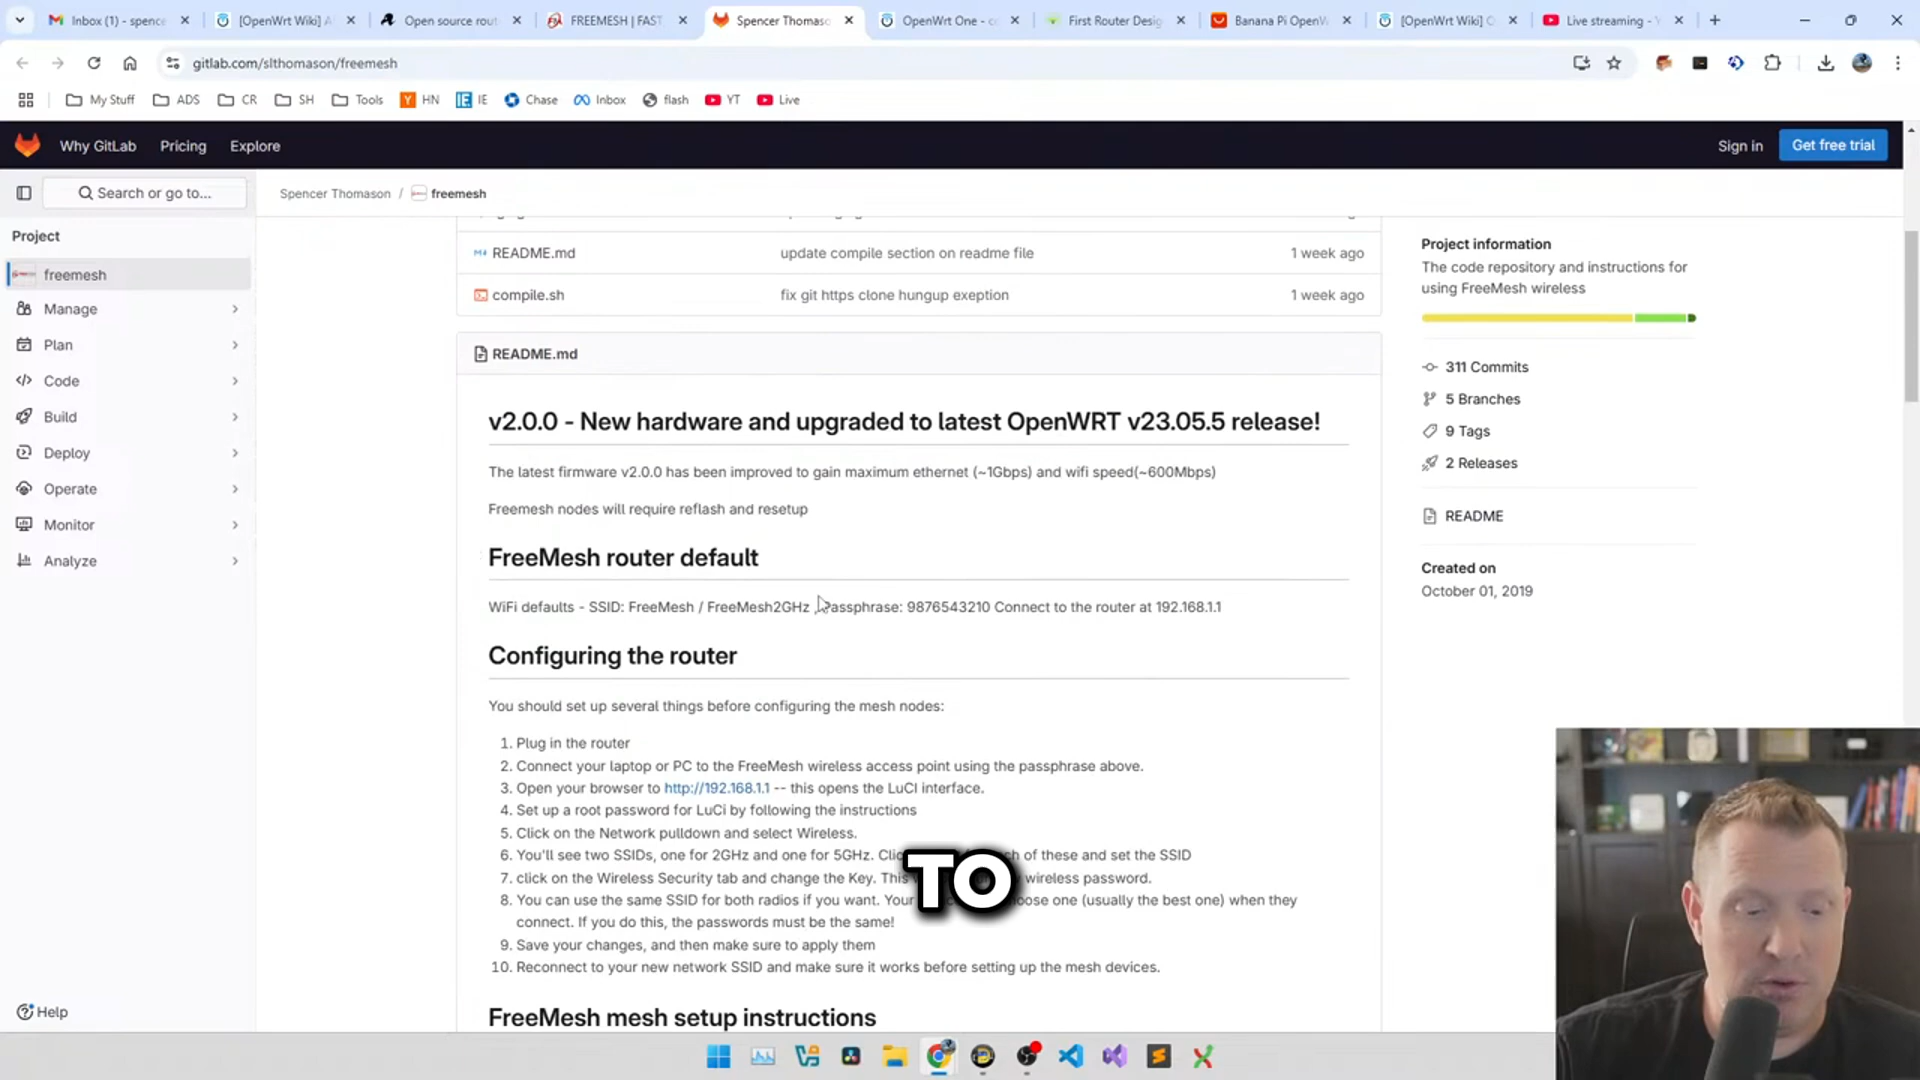 Inbox (1) - spence
[OpenWrt Wiki] A
Open source rout
FREEMESH | FAST
Spencer Thomaso
OpenWrt One - c
First Router Desig
Banana Pi OpenW
[OpenWrt Wiki] O
Live streaming - Y
gitlab.com/slthomason/freemesh
My Stuff
ADS
CR
SH
Tools
HN
IE
Chase
Inbox
flash
YT
Live
Why GitLab
Pricing
Explore
Sign in
Get free trial
Search or go to...
Spencer Thomason / freemesh
Project
freemesh
Manage
Plan
Code
Build
Deploy
Operate
Monitor
Analyze
Help
README.md update compile section on readme file 1 week ago
compile.sh fix git https clone hungup exeption 1 week ago
README.md
v2.0.0 - New hardware and upgraded to latest OpenWRT v23.05.5 release!
The latest firmware v2.0.0 has been improved to gain maximum ethernet (~1Gbps) and wifi speed(~600Mbps)
Freemesh nodes will require reflash and resetup
FreeMesh router default
WiFi defaults - SSID: FreeMesh / FreeMesh2GHz , Passphrase: 9876543210 Connect to the router at 192.168.1.1
Configuring the router
You should set up several things before configuring the mesh nodes:
1. Plug in the router
2. Connect your laptop or PC to the FreeMesh wireless access point using the passphrase above.
3. Open your browser to http://192.168.1.1 -- this opens the LuCI interface.
4. Set up a root password for LuCi by following the instructions
5. Click on the Network pulldown and select Wireless.
6. You'll see two SSIDs, one for 2GHz and one for 5GHz. of these and set the SSID
7. click on the Wireless Security tab and change the Key. This wireless password.
8. You can use the same SSID for both radios if you want. Your one (usually the best one) when they
connect. If you do this, the passwords must be the same!
9. Save your changes, and then make sure to apply them
10. Reconnect to your new network SSID and make sure it works before setting up the mesh devices.
FreeMesh mesh setup instructions
TO
Project information
The code repository and instructions for
using FreeMesh wireless
311 Commits
5 Branches
9 Tags
2 Releases
README
Created on
October 01, 2019